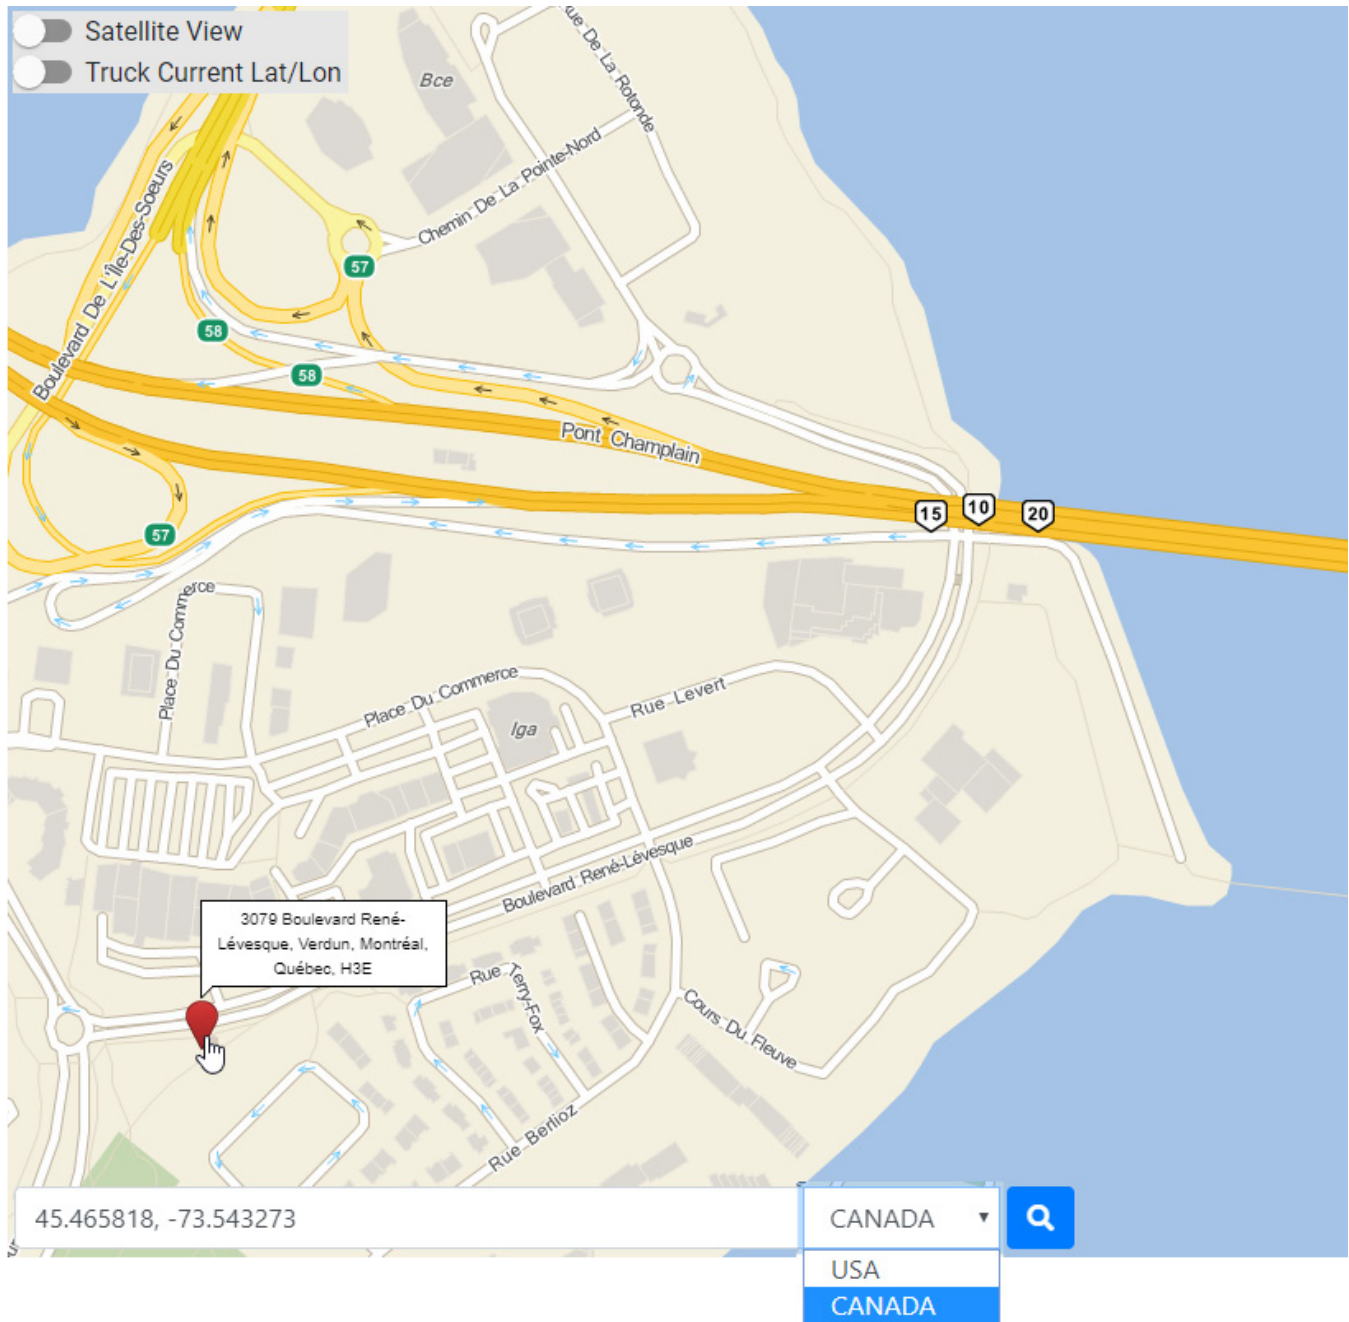 Satellite View
Truck Current Lat/Lon
Bce
Rue De La Rotonde
Chemin De La Pointe-Nord
Boulevard De L'Île-Des-Soeurs
57
58
58
Pont Champlain
15
10
20
57
Place Du Commerce
Place Du Commerce
Iga
Rue Levert
Boulevard René-Lévesque
3079 Boulevard René-
Lévesque, Verdun, Montréal,
Québec, H3E
Rue Terry-Fox
Cours Du Fleuve
Rue Berlioz
45.465818, -73.543273
CANADA
USA
CANADA